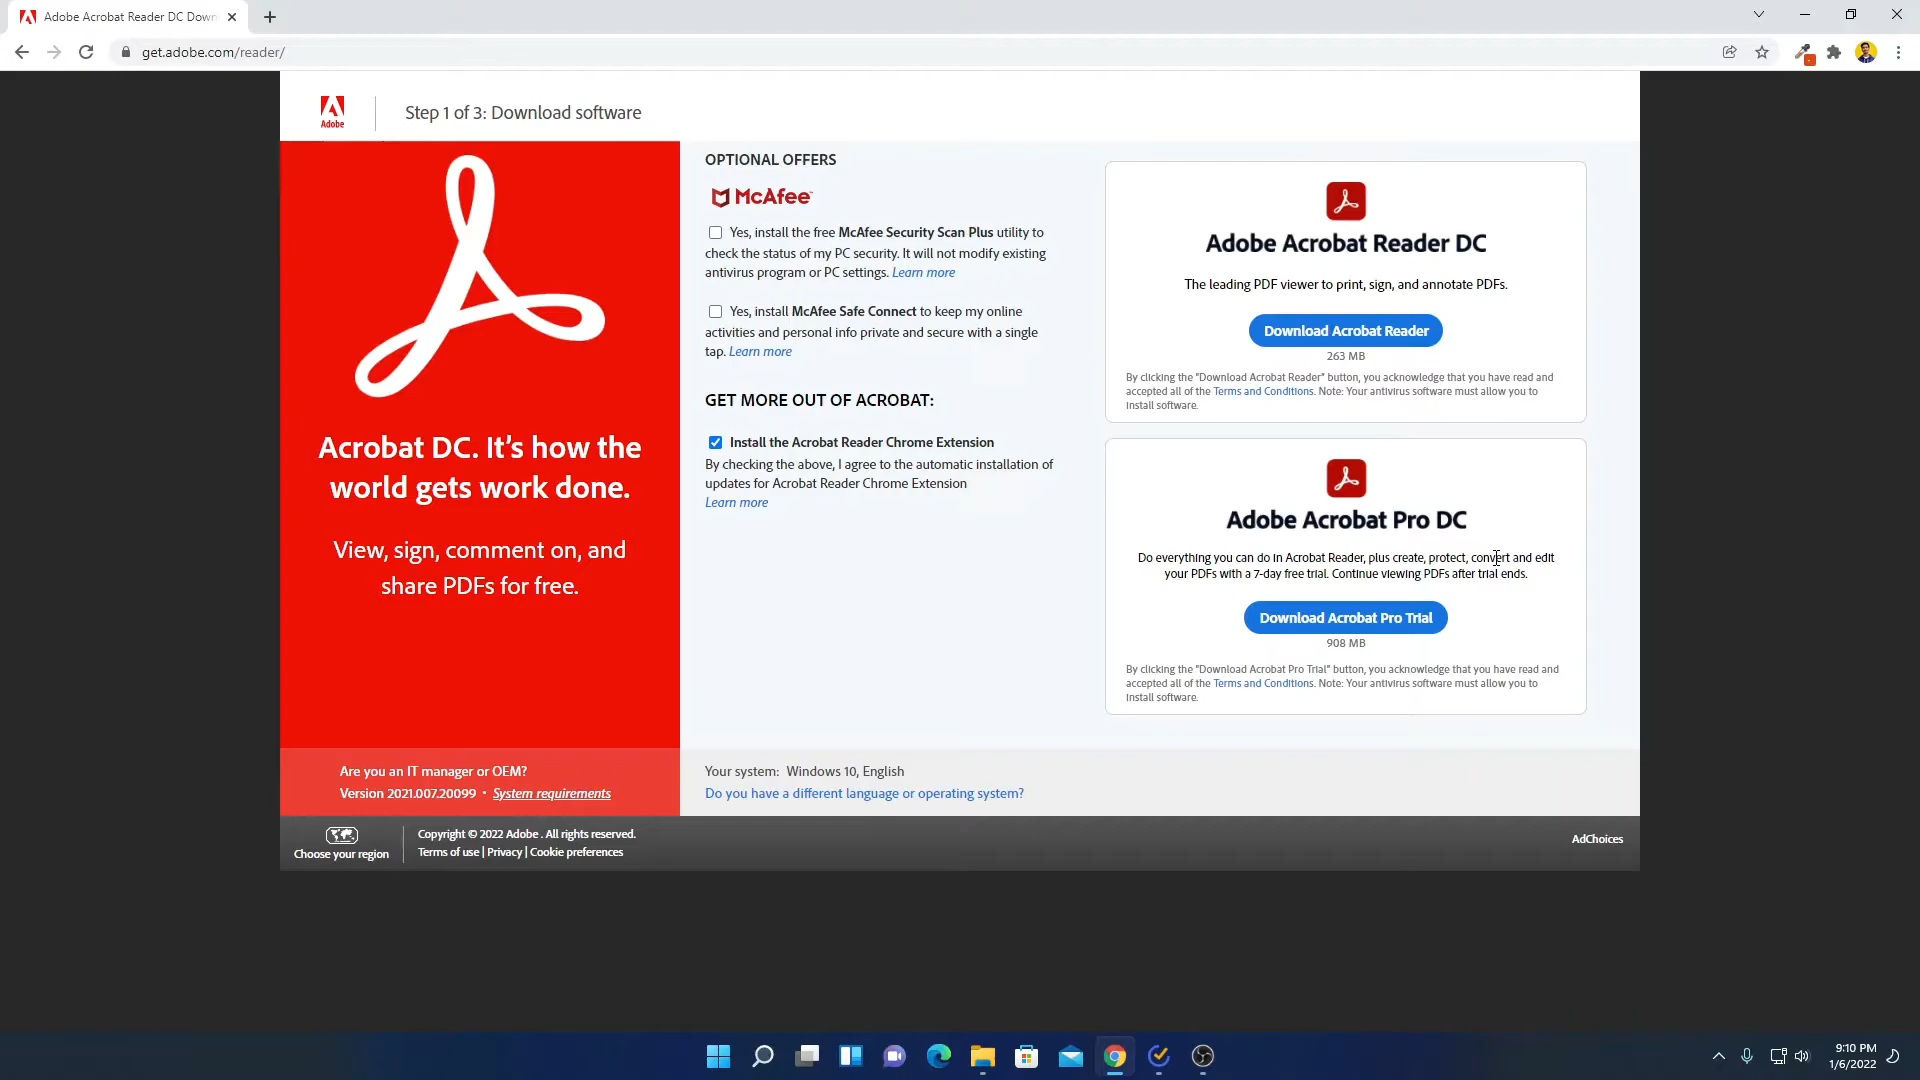 Adobe Acrobat Reader DC Down
get.adobe.com/reader/
Adobe
Step 1 of 3: Download software
Acrobat DC. It's how the
world gets work done.
View, sign, comment on, and
share PDFs for free.
Are you an IT manager or OEM?
Version 2021.007.20099 • System requirements
OPTIONAL OFFERS
McAfee™
Yes, install the free McAfee Security Scan Plus utility to
check the status of my PC security. It will not modify existing
antivirus program or PC settings. Learn more
Yes, install McAfee Safe Connect to keep my online
activities and personal info private and secure with a single
tap. Learn more
GET MORE OUT OF ACROBAT:
Install the Acrobat Reader Chrome Extension
By checking the above, I agree to the automatic installation of
updates for Acrobat Reader Chrome Extension
Learn more
Adobe Acrobat Reader DC
The leading PDF viewer to print, sign, and annotate PDFs.
Download Acrobat Reader
263 MB
By clicking the "Download Acrobat Reader" button, you acknowledge that you have read and
accepted all of the Terms and Conditions. Note: Your antivirus software must allow you to
install software.
Adobe Acrobat Pro DC
Do everything you can do in Acrobat Reader, plus create, protect, convert and edit
your PDFs with a 7-day free trial. Continue viewing PDFs after trial ends.
Download Acrobat Pro Trial
908 MB
By clicking the "Download Acrobat Pro Trial" button, you acknowledge that you have read and
accepted all of the Terms and Conditions. Note: Your antivirus software must allow you to
install software.
Your system: Windows 10, English
Do you have a different language or operating system?
Choose your region
Copyright © 2022 Adobe . All rights reserved.
Terms of use | Privacy | Cookie preferences
AdChoices
9:10 PM
1/6/2022